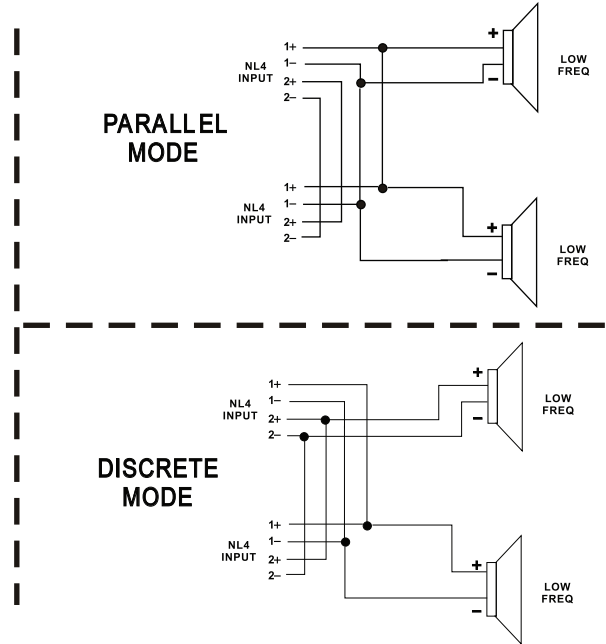 PARALLEL
MODE
NL4
INPUT
1+
1–
2+
2–
+
–
LOW
FREQ
NL4
INPUT
1+
1–
2+
2–
+
–
LOW
FREQ
DISCRETE
MODE
NL4
INPUT
1+
1–
2+
2–
+
–
LOW
FREQ
NL4
INPUT
1+
1–
2+
2–
+
–
LOW
FREQ